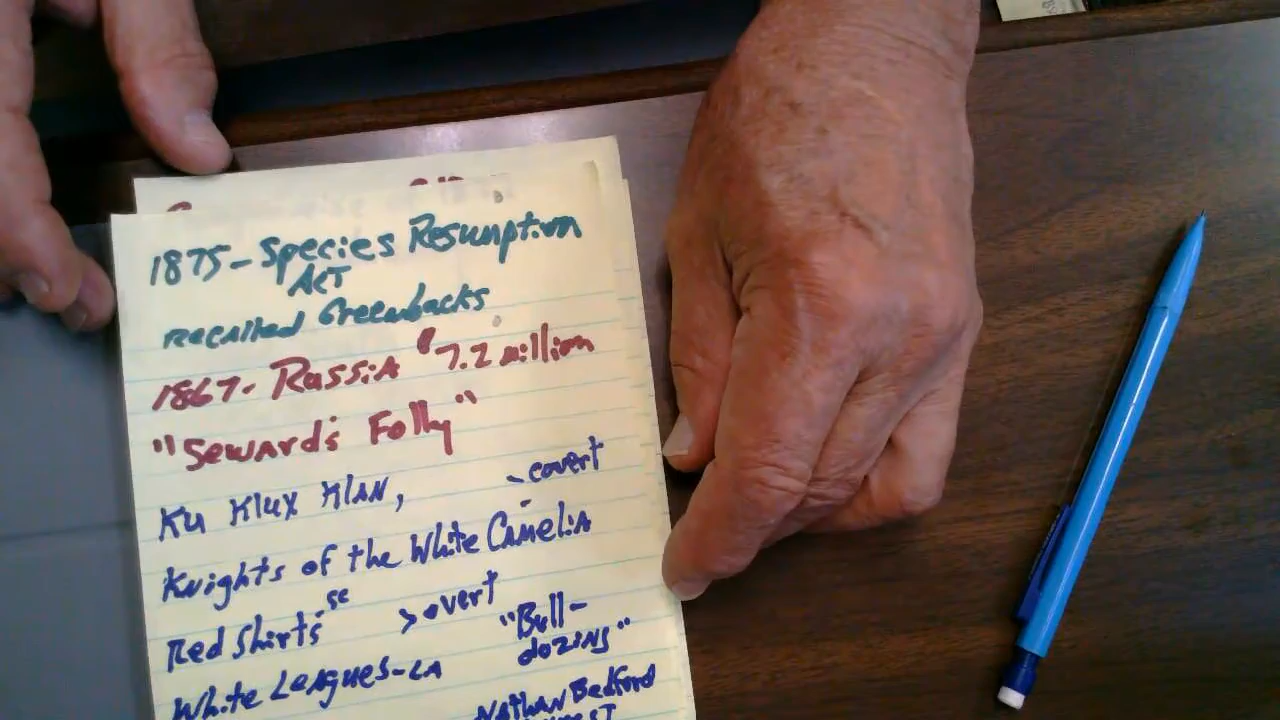 1875 - Species Resumption
Act
recalled Greenbacks
1867 - Russia $7.2 million
"Seward's Folly"
Ku Klux Klan, - covert
Knights of the White Camelia
Red Shirts SC > overt "Bull-
dozing"
White Leagues - LA
Nathan Bedford